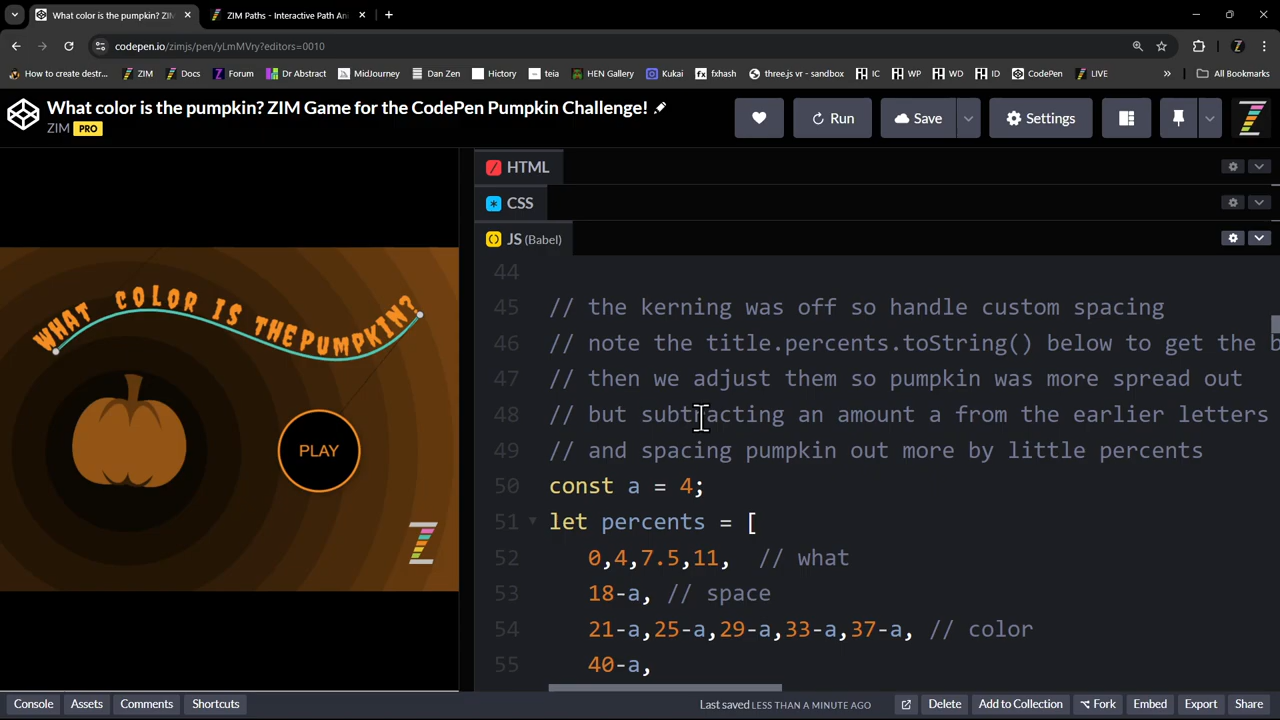 What color is the pumpkin? ZIM
ZIM Paths - Interactive Path Ani
codepen.io/zimjs/pen/yLmMVry?editors=0010
How to create destr... ZIM Docs Forum Dr Abstract MidJourney Dan Zen Hictory teia HEN Gallery Kukai fxhash three.js vr - sandbox IC WP WD ID CodePen LIVE » All Bookmarks
What color is the pumpkin? ZIM Game for the CodePen Pumpkin Challenge!
ZIM PRO
Run Save Settings
HTML
CSS
JS (Babel)
WHAT COLOR IS THE PUMPKIN?
PLAY
44
45 // the kerning was off so handle custom spacing
46 // note the title.percents.toString() below to get the b
47 // then we adjust them so pumpkin was more spread out
48 // but subtracting an amount a from the earlier letters
49 // and spacing pumpkin out more by little percents
50 const a = 4;
51 let percents = [
52 0,4,7.5,11, // what
53 18-a, // space
54 21-a,25-a,29-a,33-a,37-a, // color
55 40-a,
Console Assets Comments Shortcuts Last saved LESS THAN A MINUTE AGO Delete Add to Collection Fork Embed Export Share